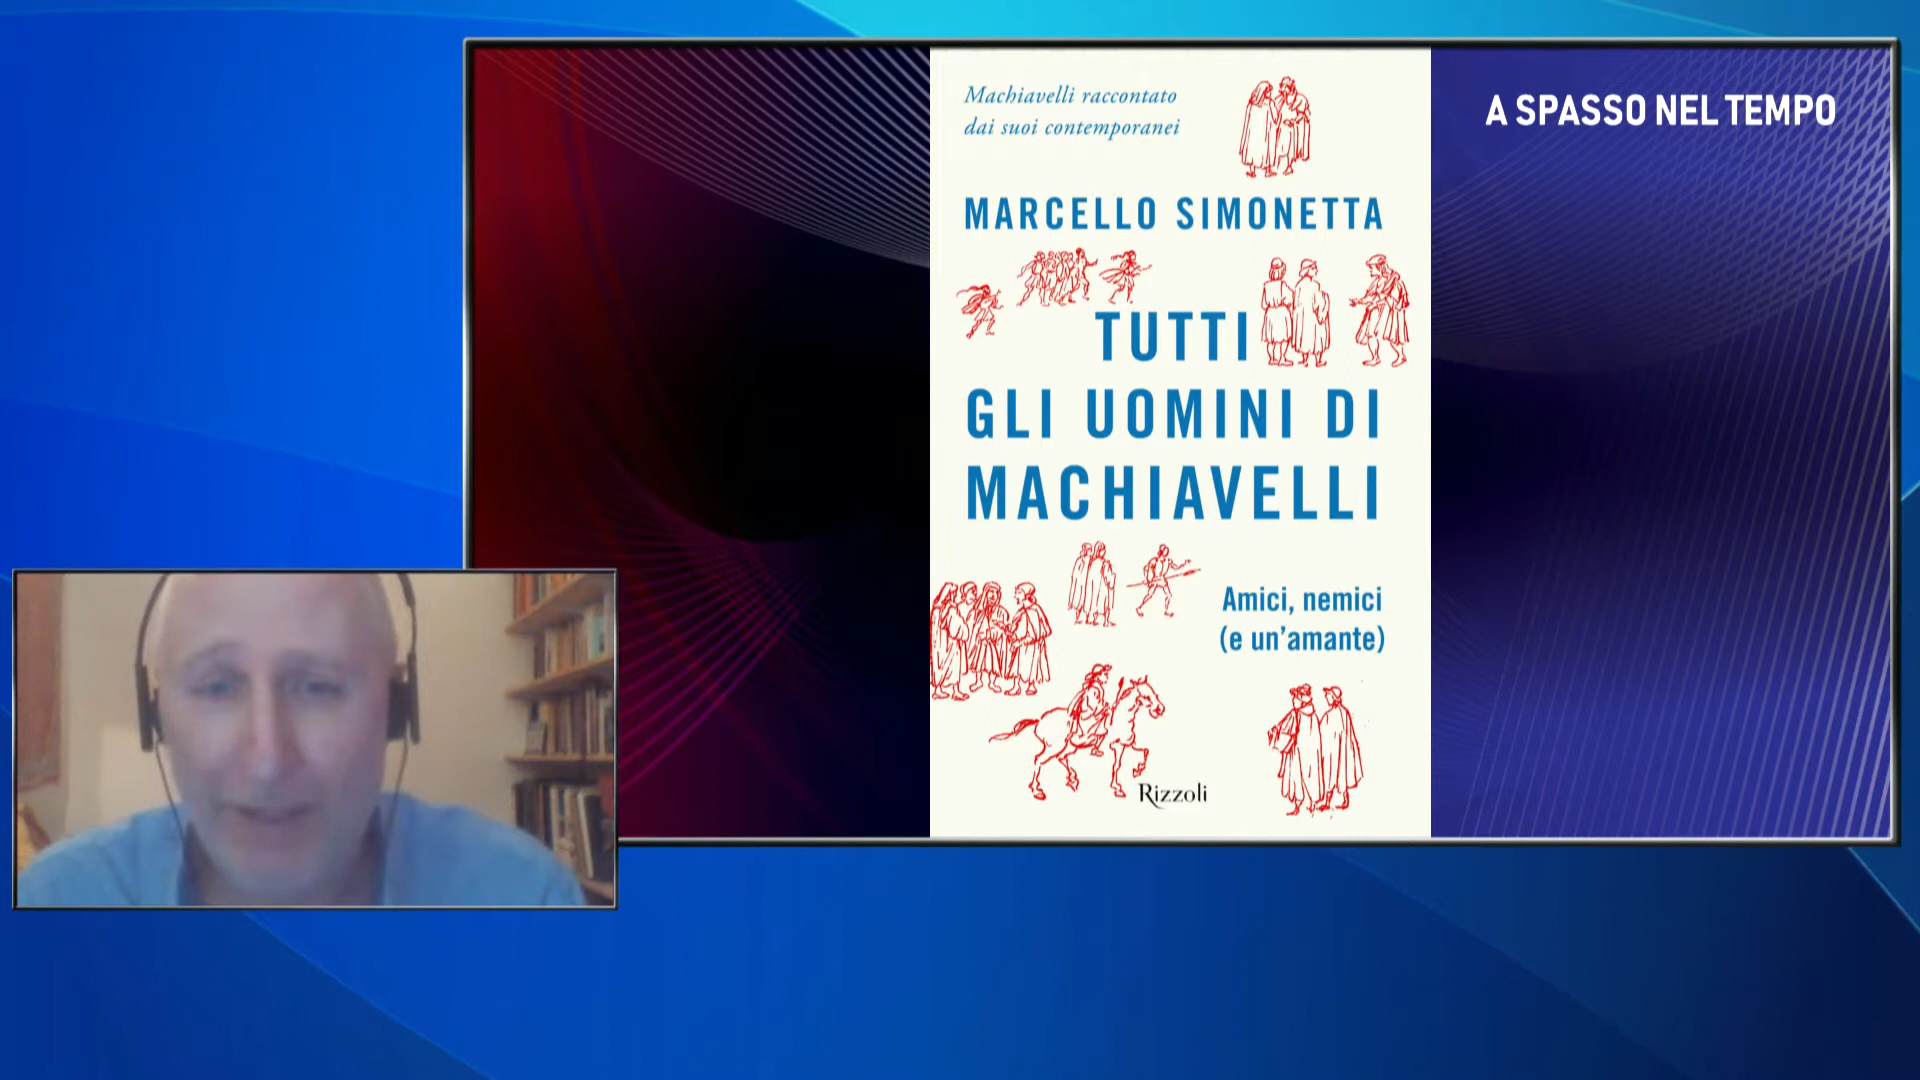 A SPASSO NEL TEMPO
Machiavelli raccontato
dai suoi contemporanei
MARCELLO SIMONETTA
TUTTI
GLI UOMINI DI
MACHIAVELLI
Amici, nemici
(e un'amante)
Rizzoli